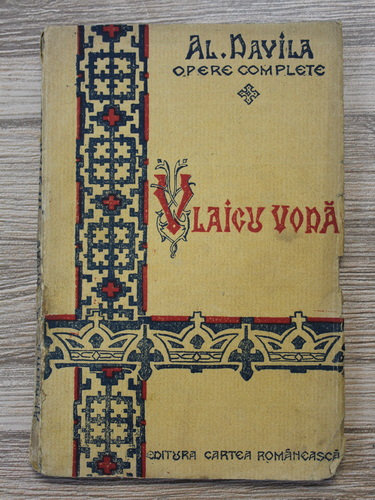 AL. DAVILA
OPERE COMPLETE
VLAICU VODĂ
EDITURA CARTEA ROMÂNEASCĂ